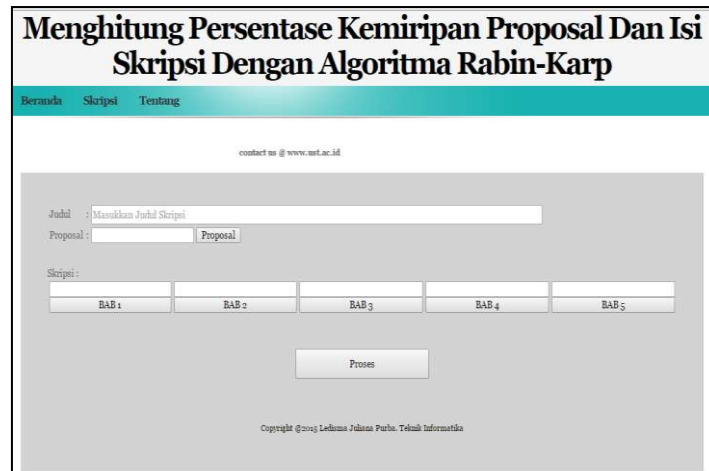 Menghitung Persentase Kemiripan Proposal Dan Isi
Skripsi Dengan Algoritma Rabin-Karp
Beranda Skripsi Tentang
contact us @ www.ust.ac.id
Judul : Masukkan Judul Skripsi
Proposal : Proposal
Skripsi :
BAB 1 BAB 2 BAB 3 BAB 4 BAB 5
Proses
Copyright @2015 Ledisma Juliana Purba. Teknik Informatika